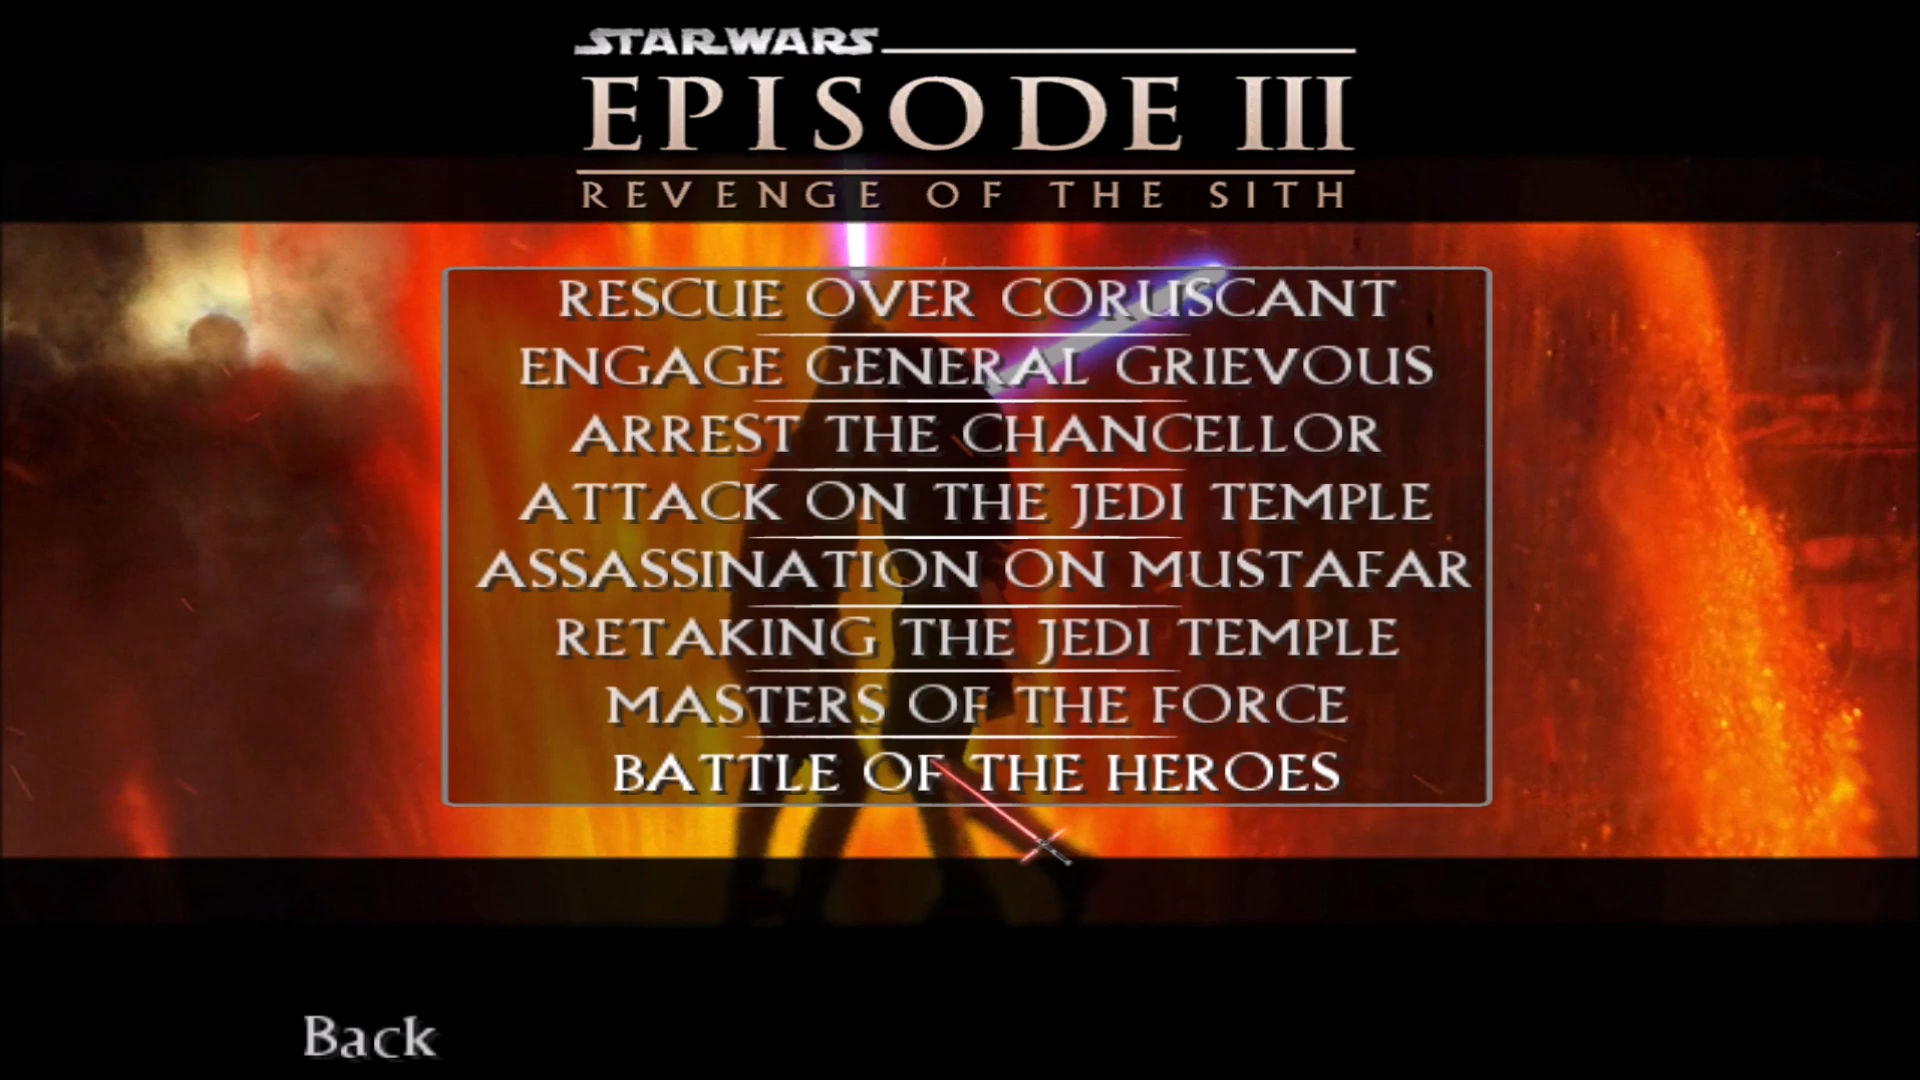 STAR WARS
EPISODE III
REVENGE OF THE SITH
RESCUE OVER CORUSCANT
ENGAGE GENERAL GRIEVOUS
ARREST THE CHANCELLOR
ATTACK ON THE JEDI TEMPLE
ASSASSINATION ON MUSTAFAR
RETAKING THE JEDI TEMPLE
MASTERS OF THE FORCE
BATTLE OF THE HEROES
Back